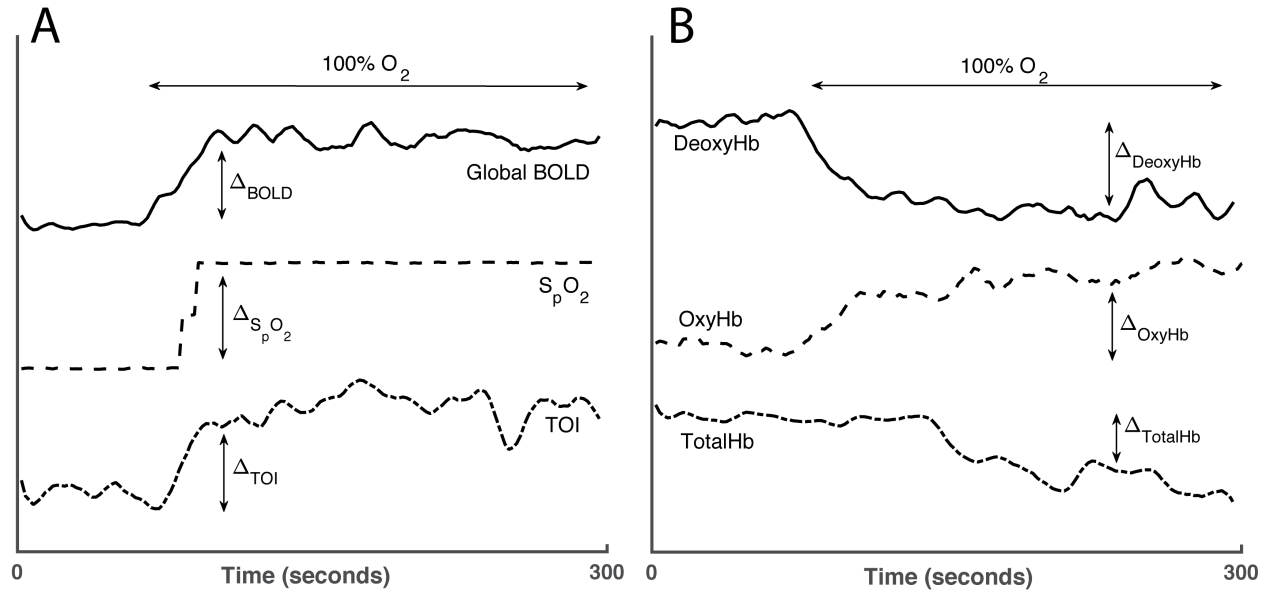 A
100% O2
Global BOLD
ΔBOLD
SpO2
ΔSpO2
TOI
ΔTOI
0
Time (seconds)
300
B
100% O2
DeoxyHb
ΔDeoxyHb
OxyHb
ΔOxyHb
TotalHb
ΔTotalHb
0
Time (seconds)
300